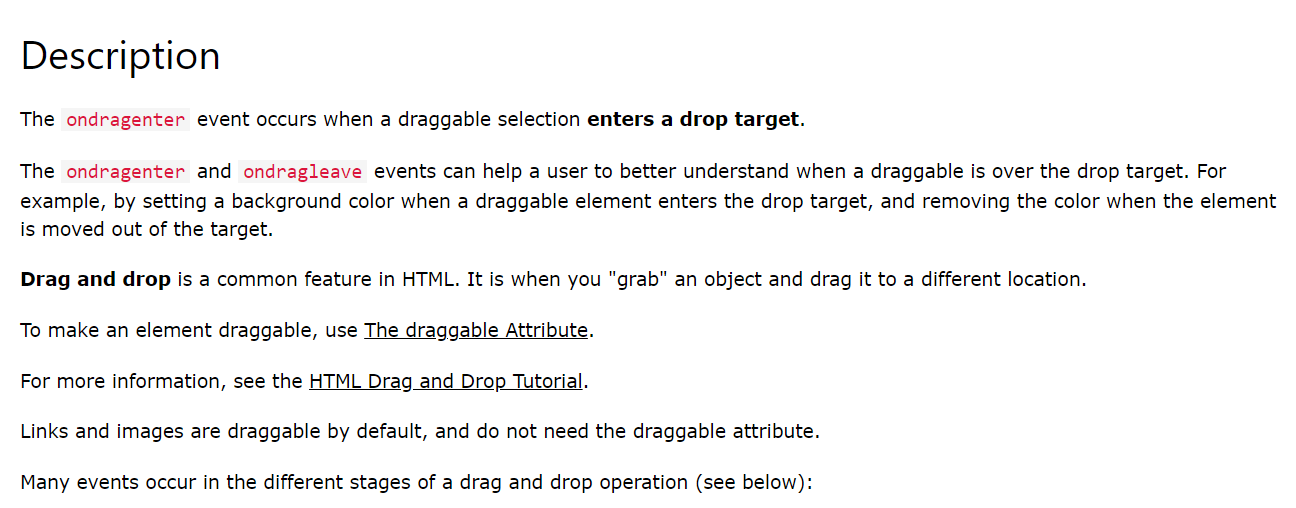 Description
The ondragenter event occurs when a draggable selection enters a drop target.
The ondragenter and ondragleave events can help a user to better understand when a draggable is over the drop target. For
example, by setting a background color when a draggable element enters the drop target, and removing the color when the element
is moved out of the target.
Drag and drop is a common feature in HTML. It is when you "grab" an object and drag it to a different location.
To make an element draggable, use The draggable Attribute.
For more information, see the HTML Drag and Drop Tutorial.
Links and images are draggable by default, and do not need the draggable attribute.
Many events occur in the different stages of a drag and drop operation (see below):